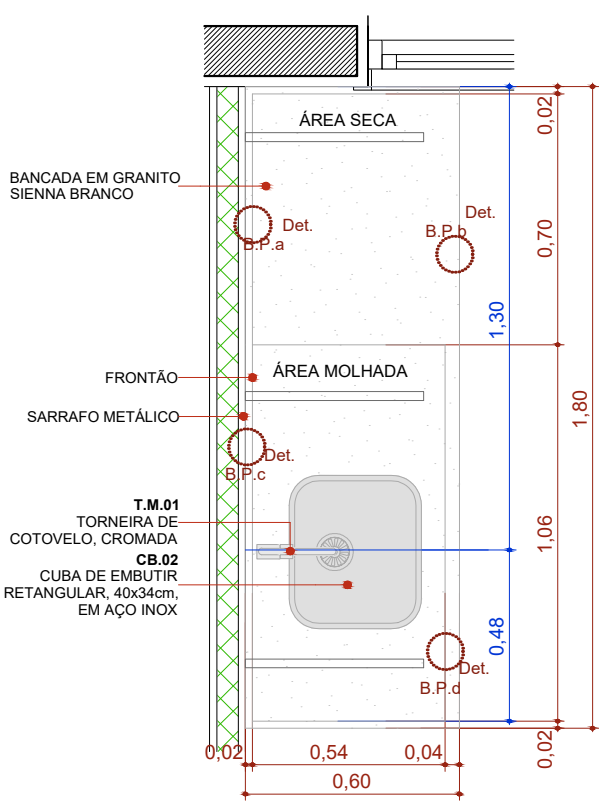 ÁREA SECA
0,02
BANCADA EM GRANITO
SIENNA BRANCO
Det.
B.P.a
Det.
B.P.b
0,70
1,30
FRONTÃO
ÁREA MOLHADA
SARRAFO METÁLICO
1,80
Det.
B.P.c
T.M.01
TORNEIRA DE
COTOVELO, CROMADA
CB.02
CUBA DE EMBUTIR
RETANGULAR, 40x34cm,
EM AÇO INOX
1,06
0,48
Det.
B.P.d
0,02
0,54
0,04
0,02
0,60